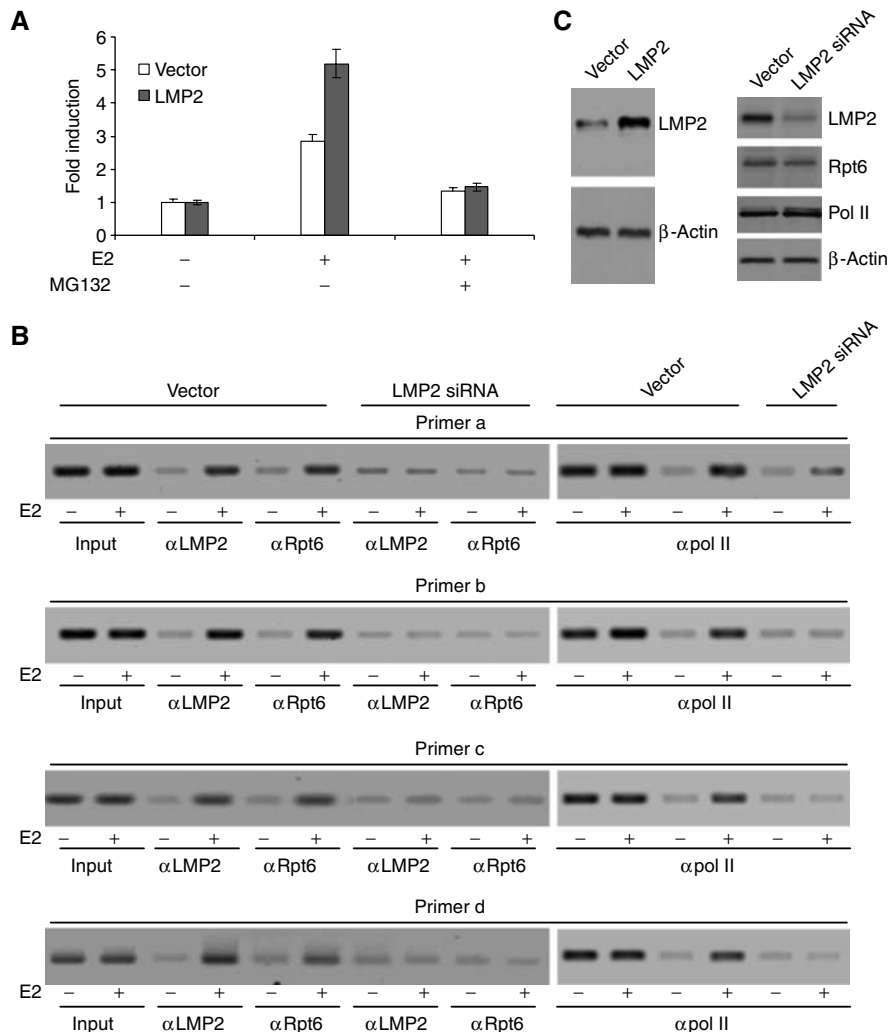 A
Fold induction
6
5
4
3
2
1
0
Vector
LMP2
E2 − + +
MG132 − − +
C
Vector LMP2
LMP2
β-Actin
Vector LMP2 siRNA
LMP2
Rpt6
Pol II
β-Actin
B
Vector LMP2 siRNA Vector LMP2 siRNA
Primer a
E2 − + − + − + − + − + − + − + − +
Input αLMP2 αRpt6 αLMP2 αRpt6 αpol II
Primer b
E2 − + − + − + − + − + − + − + − +
Input αLMP2 αRpt6 αLMP2 αRpt6 αpol II
Primer c
E2 − + − + − + − + − + − + − + − +
Input αLMP2 αRpt6 αLMP2 αRpt6 αpol II
Primer d
E2 − + − + − + − + − + − + − + − +
Input αLMP2 αRpt6 αLMP2 αRpt6 αpol II